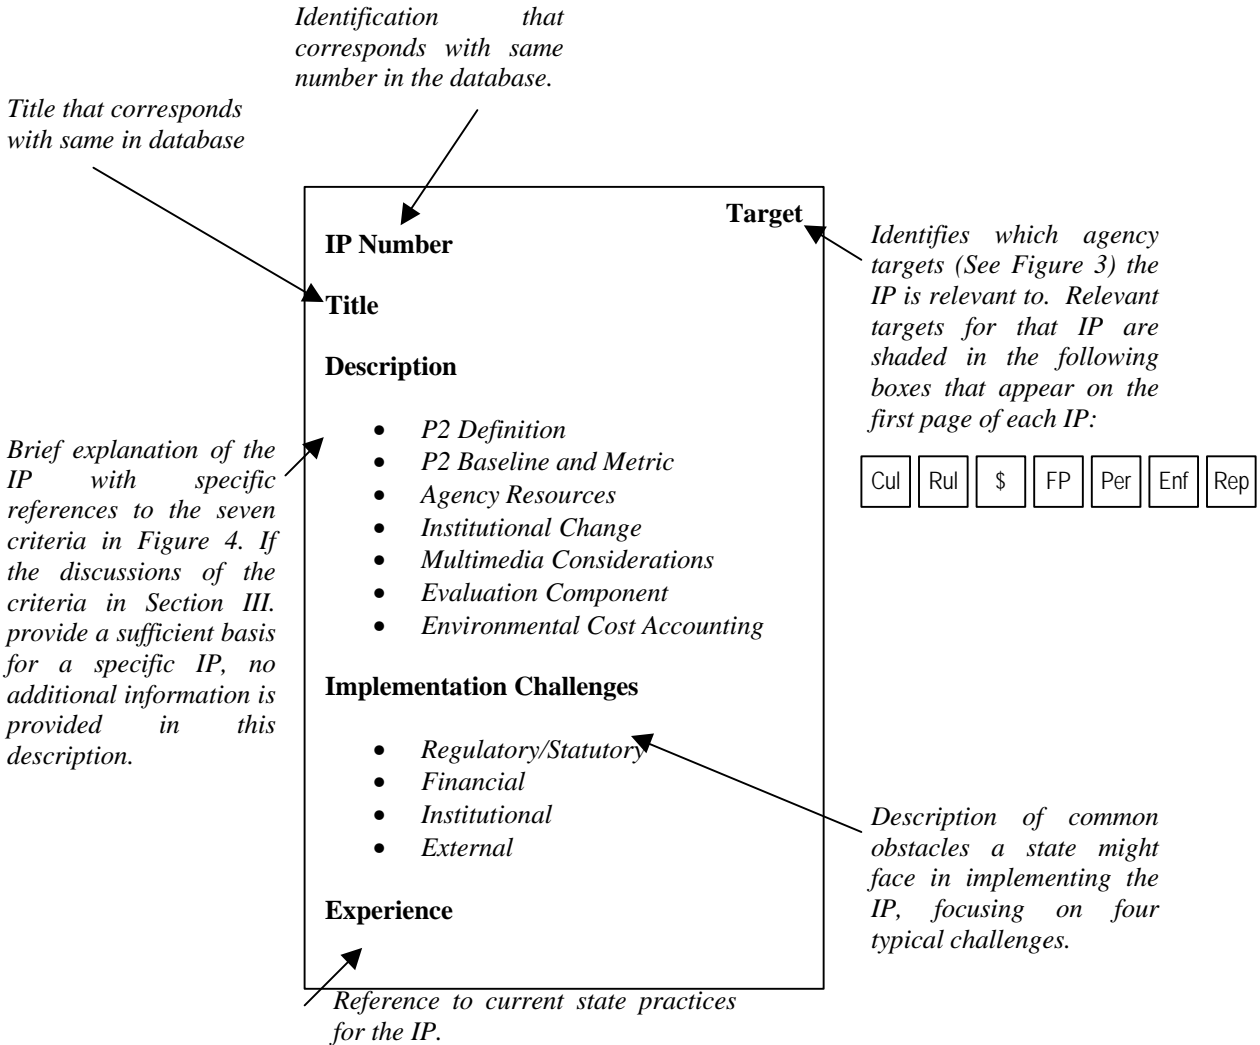 Identification that
corresponds with same
number in the database.
Title that corresponds
with same in database
Target
IP Number
Title
Description
• P2 Definition
• P2 Baseline and Metric
• Agency Resources
• Institutional Change
• Multimedia Considerations
• Evaluation Component
• Environmental Cost Accounting
Implementation Challenges
• Regulatory/Statutory
• Financial
• Institutional
• External
Experience
Identifies which agency
targets (See Figure 3) the
IP is relevant to. Relevant
targets for that IP are
shaded in the following
boxes that appear on the
first page of each IP:
Cul Rul $ FP Per Enf Rep
Brief explanation of the
IP with specific
references to the seven
criteria in Figure 4. If
the discussions of the
criteria in Section III.
provide a sufficient basis
for a specific IP, no
additional information is
provided in this
description.
Description of common
obstacles a state might
face in implementing the
IP, focusing on four
typical challenges.
Reference to current state practices
for the IP.